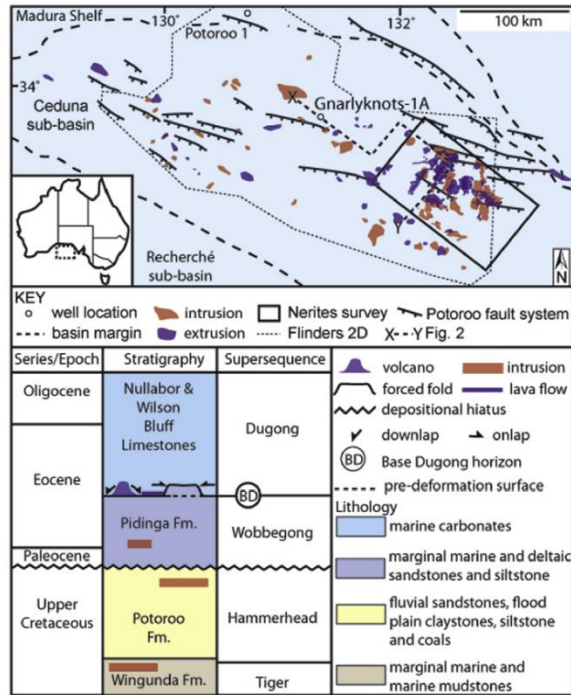 Madura Shelf
130
132
100 km
Potoroo 1
34°
Gnarlyknots-1A
X
Ceduna
sub-basin
Y
Recherché
sub-basin
N
KEY
well location
intrusion
Nerites survey
Potoroo fault system
basin margin
extrusion
Flinders 2D
X Y Fig. 2
Series/Epoch
Stratigraphy
Supersequence
volcano
intrusion
forced fold
lava flow
depositional hiatus
downlap
onlap
BD Base Dugong horizon
pre-deformation surface
Oligocene
Nullabor &
Wilson
Bluff
Limestones
Dugong
Eocene
BD
Pidinga Fm.
Wobbegong
Paleocene
Upper
Cretaceous
Potoroo
Fm.
Hammerhead
Wingunda Fm.
Tiger
Lithology
marine carbonates
marginal marine and deltaic
sandstones and siltstone
fluvial sandstones, flood
plain claystones, siltstone
and coals
marginal marine and
marine mudstones